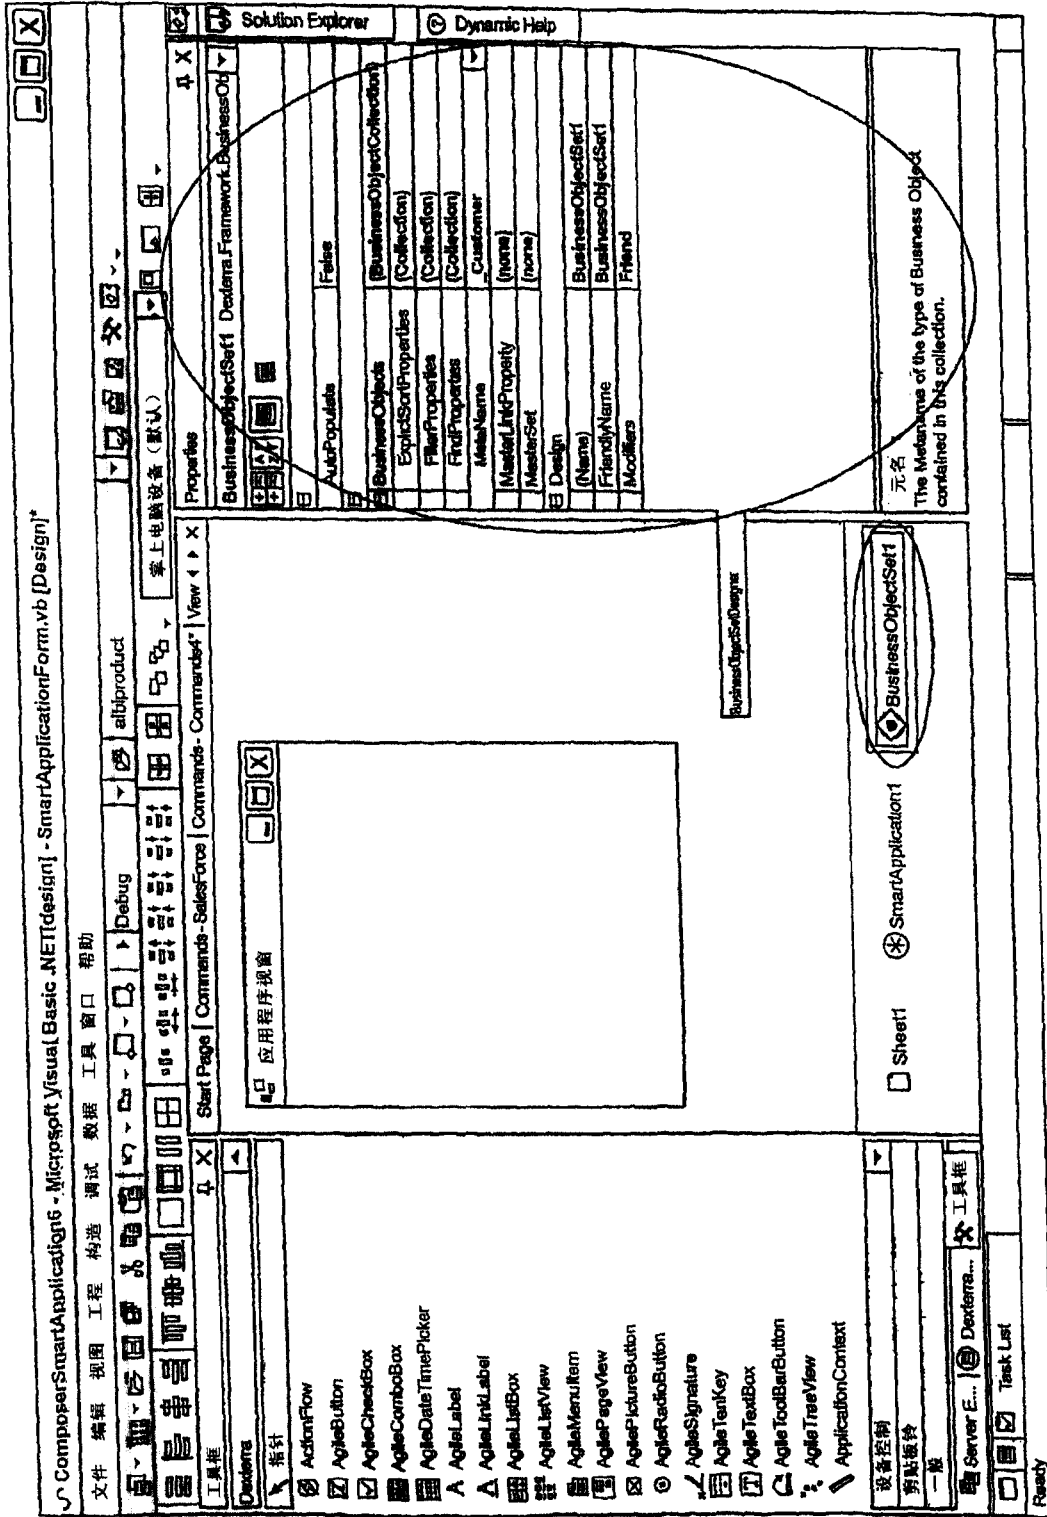 ComposerSmartApplication6 - Microsoft Visual Basic .NET[design] - SmartApplicationForm.vb [Design]*
文件 编辑 视图 工程 构造 调试 数据 工具 窗口 帮助
Debug
albiproduct
掌上电脑设备（默认）
工具框
Dexterra
指针
ActionFlow
AgileButton
AgileCheckBox
AgileComboBox
AgileDateTimePicker
AgileLabel
AgileLinkLabel
AgileListBox
AgileListView
AgileMenuItem
AgilePageView
AgilePictureButton
AgileRadioButton
AgileSignature
AgileTenKey
AgileTextBox
AgileToolBarButton
AgileTreeView
ApplicationContext
设备控制
剪贴板铃
一般
Server E... Dexterra... 工具框
Start Page | Commands - SalesForce | Commands - Commands4* | View
应用程序视窗
BusinessObjectSetDesigner
Sheet1 SmartApplication1 BusinessObjectSet1
Properties
BusinessObjectSet1 Dexterra.Framework.BusinessOb
AutoPopulate False
BusinessObjects (BusinessObjectCollection)
ExplicitSortProperties (Collection)
FilterProperties (Collection)
FindProperties (Collection)
MetaName _Customer
MasterLinkProperty (none)
MasterSet (none)
Design
(Name) BusinessObjectSet1
FriendlyName BusinessObjectSet1
Modifiers Friend
元名
The Metaname of the type of Business Object
contained in this collection.
Solution Explorer
Dynamic Help
Task List
Ready